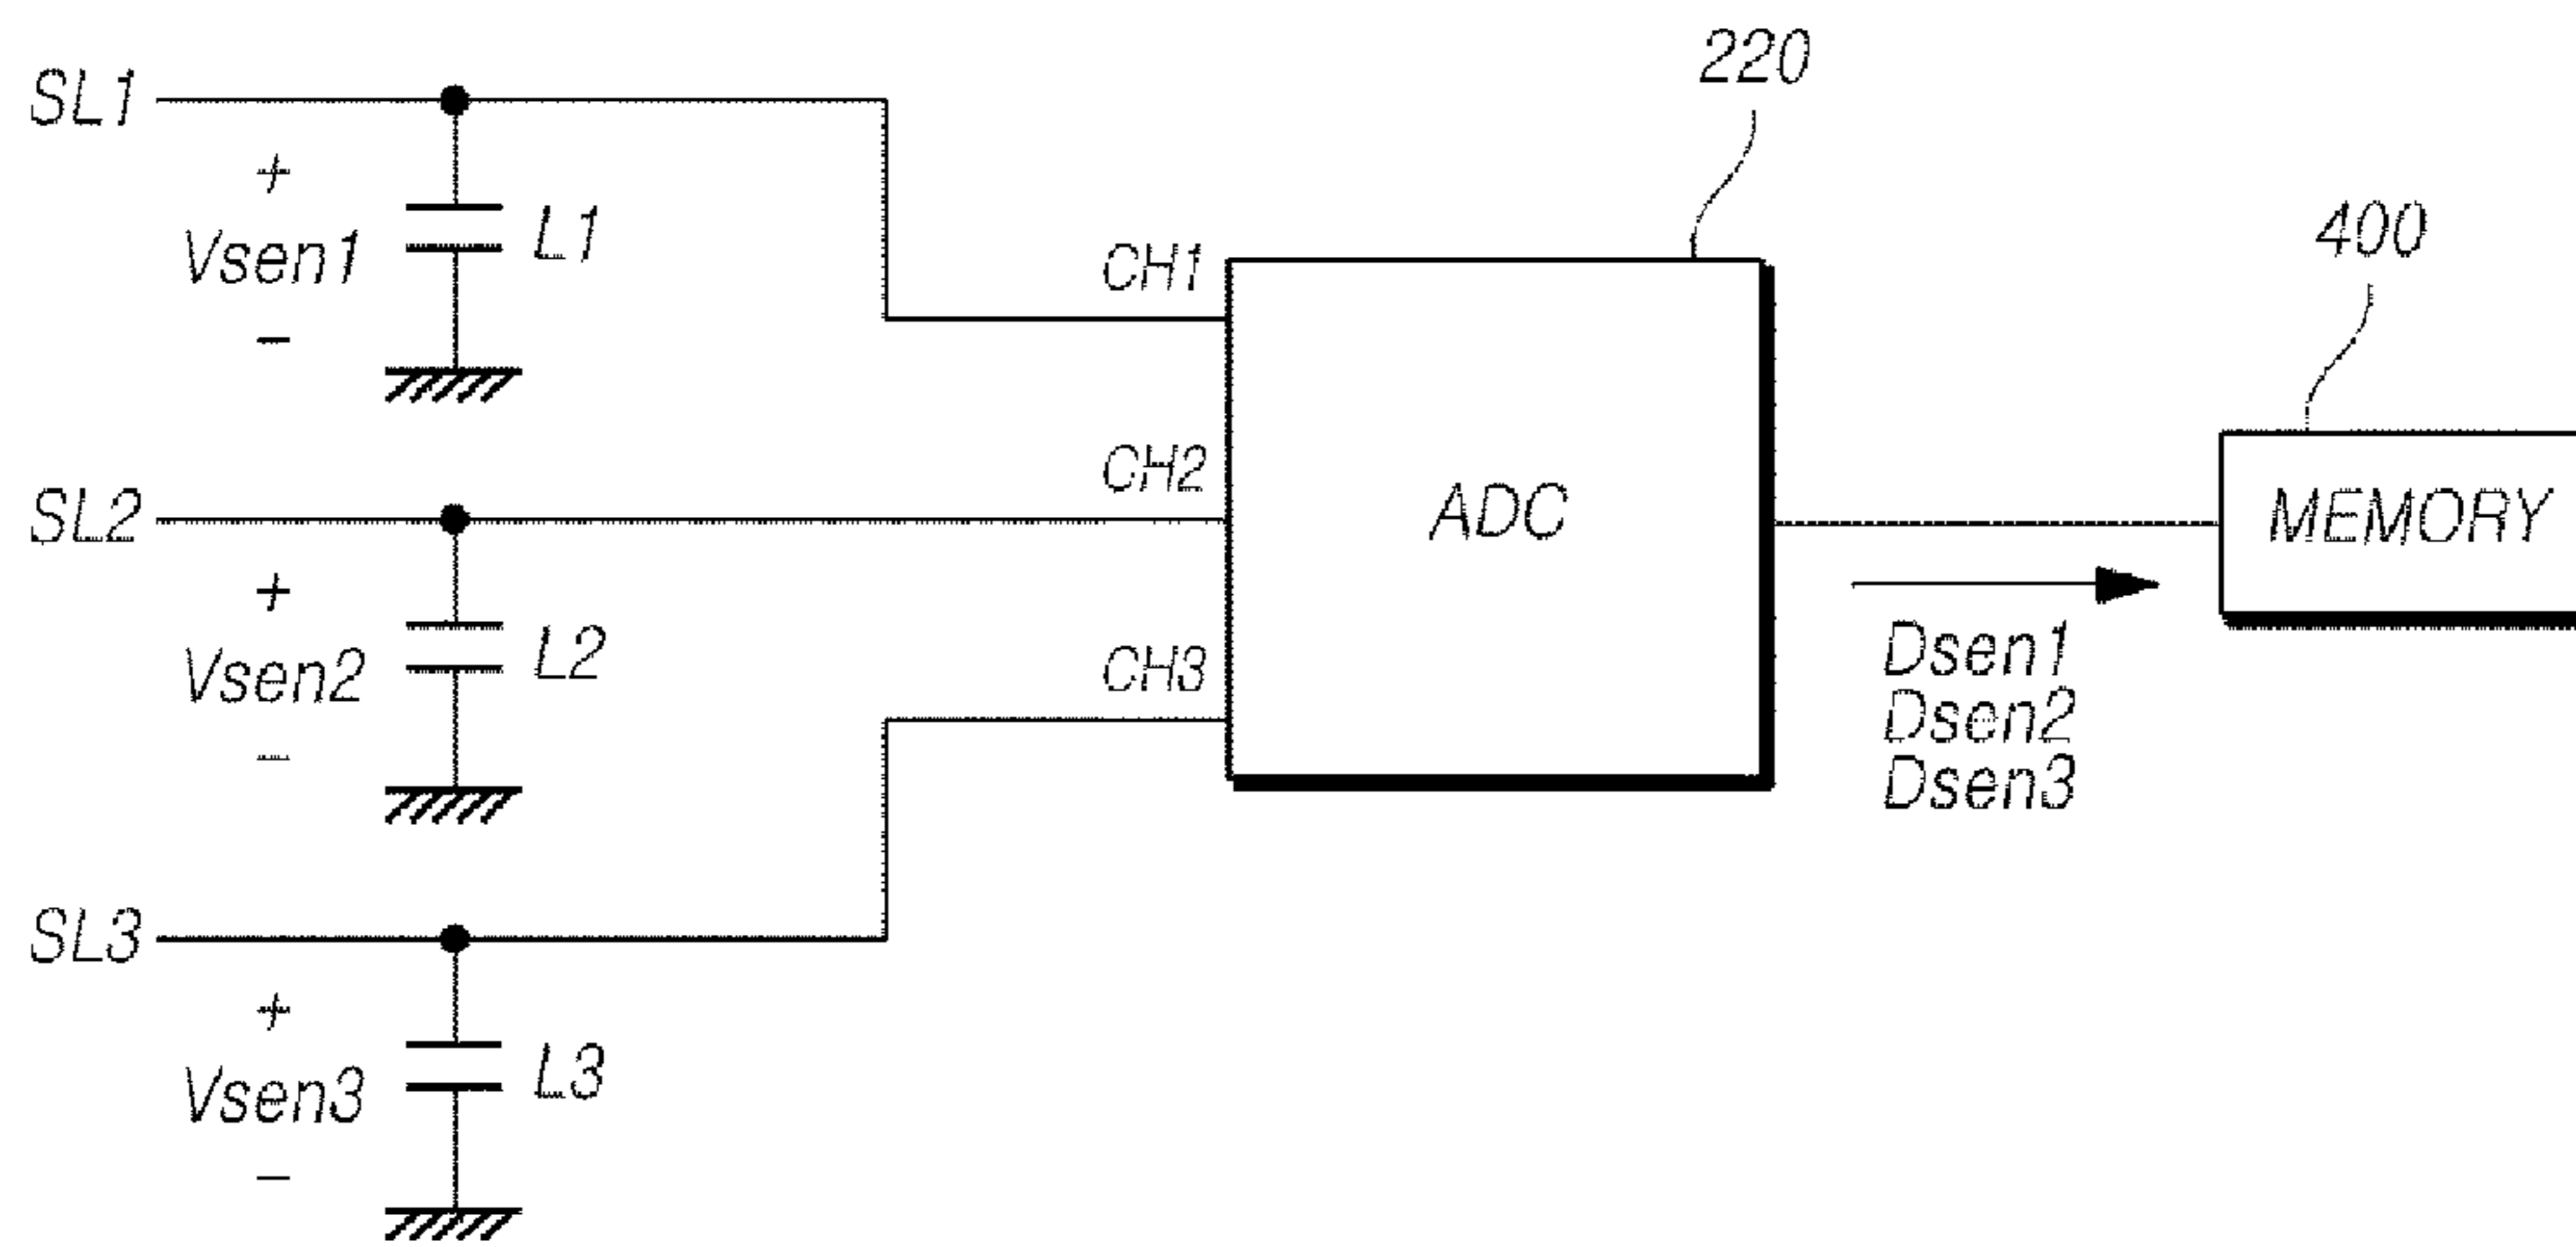 220
SL1
+
Vsen1
−
L1
CH1
400
SL2
CH2
ADC
MEMORY
+
Vsen2
−
L2
CH3
Dsen1
Dsen2
Dsen3
SL3
+
Vsen3
−
L3